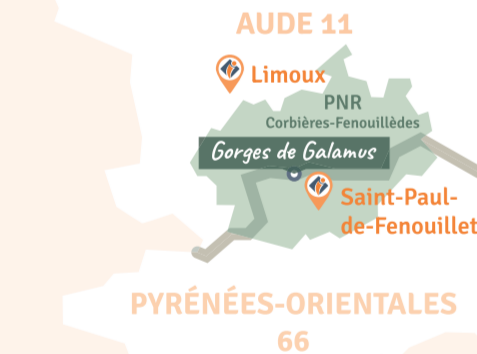 AUDE 11
Limoux
PNR
Corbières-Fenouillèdes
Gorges de Galamus
Saint-Paul-
de-Fenouillet
PYRÉNÉES-ORIENTALES
66